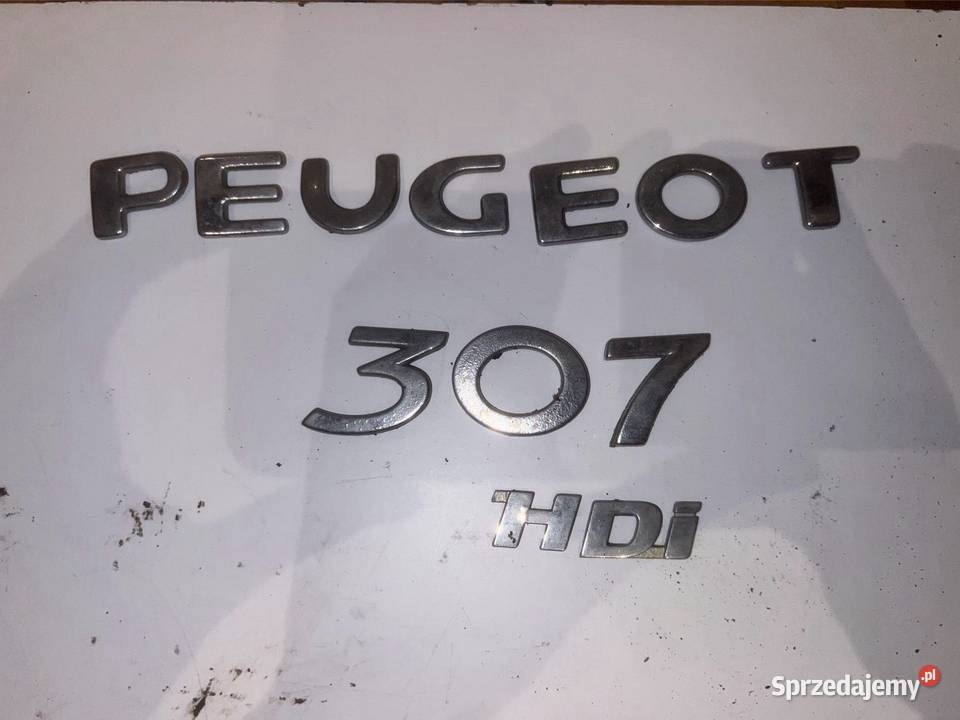 PEUGEOT
307
HDi
Sprzedajemy.pl